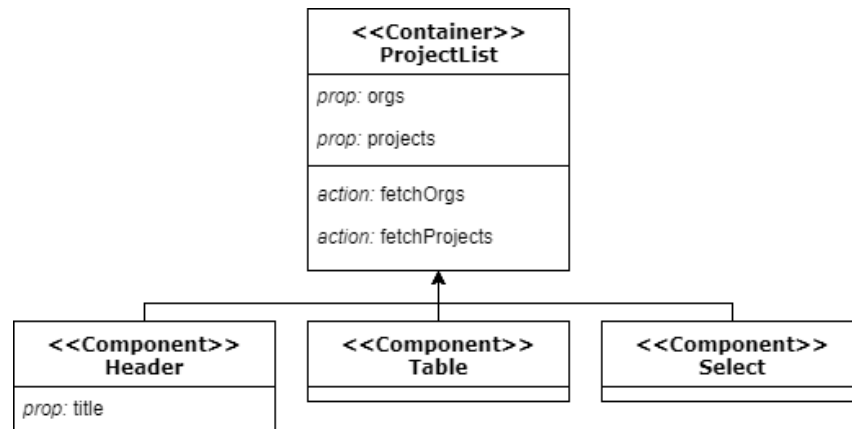 <<Container>>
ProjectList
prop: orgs
prop: projects
action: fetchOrgs
action: fetchProjects
<<Component>>
Header
prop: title
<<Component>>
Table
<<Component>>
Select